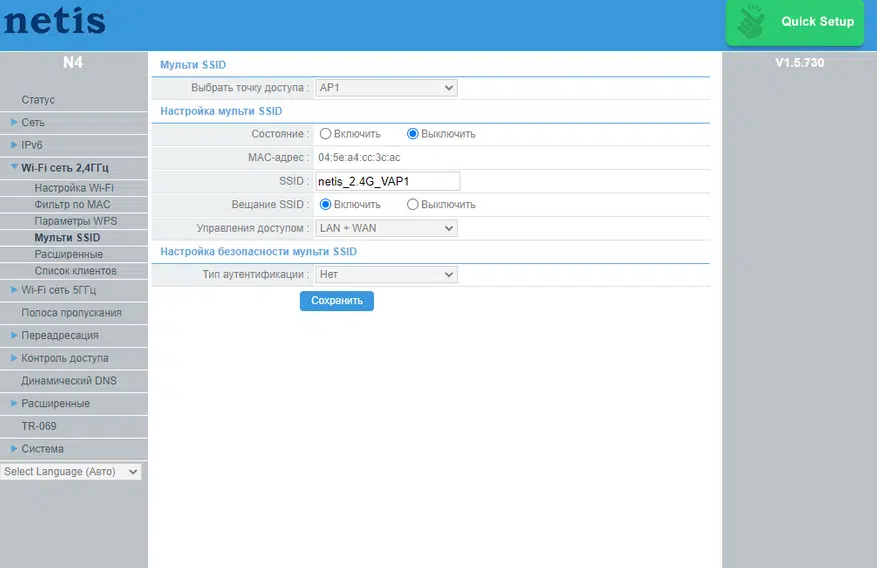 netis
Quick Setup
N4
V1.5.730
Статус
Сеть
IPv6
Wi-Fi сеть 2,4ГГц
Настройка Wi-Fi
Фильтр по MAC
Параметры WPS
Мульти SSID
Расширенные
Список клиентов
Wi-Fi сеть 5ГГц
Полоса пропускания
Переадресация
Контроль доступа
Динамический DNS
Расширенные
TR-069
Система
Select Language (Авто)
Мульти SSID
Выбрать точку доступа : AP1
Настройка мульти SSID
Состояние : Включить Выключить
MAC-адрес : 04:5e:a4:cc:3c:ac
SSID : netis_2.4G_VAP1
Вещание SSID : Включить Выключить
Управления доступом : LAN + WAN
Настройка безопасности мульти SSID
Тип аутентификации : Нет
Сохранить